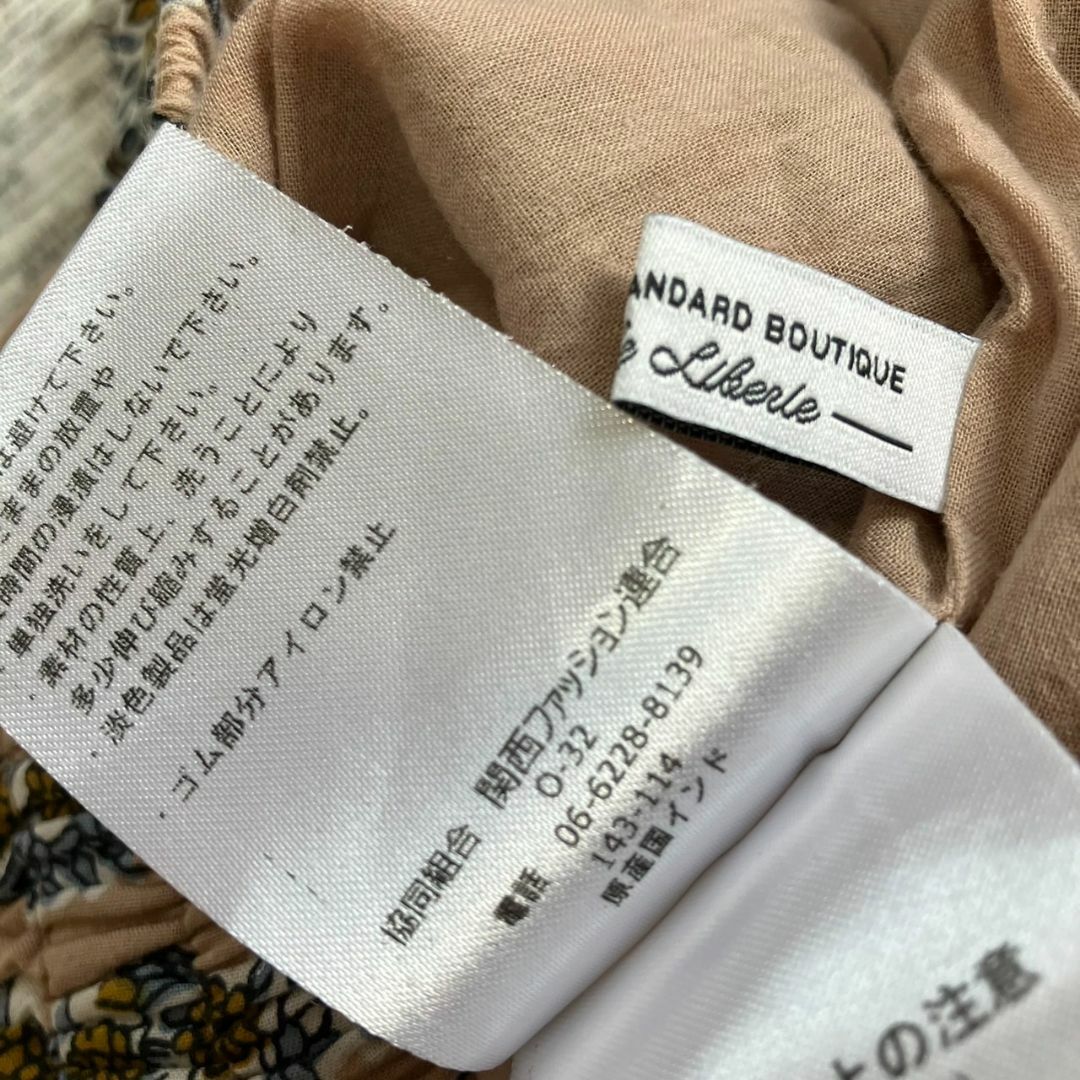 は避けて下さい。
ままの放置や
時間の浸漬はしないで下さい。
単独洗いをして下さい。
・素材の性質上、洗うことにより
多少伸び縮みすることがあります。
・淡色製品は蛍光増白剤禁止。
・ゴム部分アイロン禁止
協同組合 関西ファッション連合
O-32
電話 06-6228-8139
143-114
原産国インド
ANDARD BOUTIQUE
Liberle
の注意